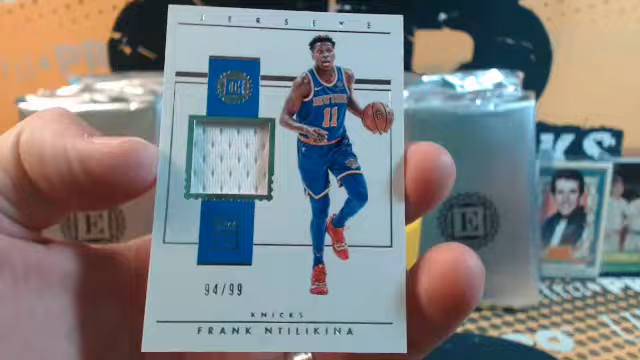 JERSEYS
NEW YORK
11
94/99
KNICKS
FRANK NTILIKINA
E
E